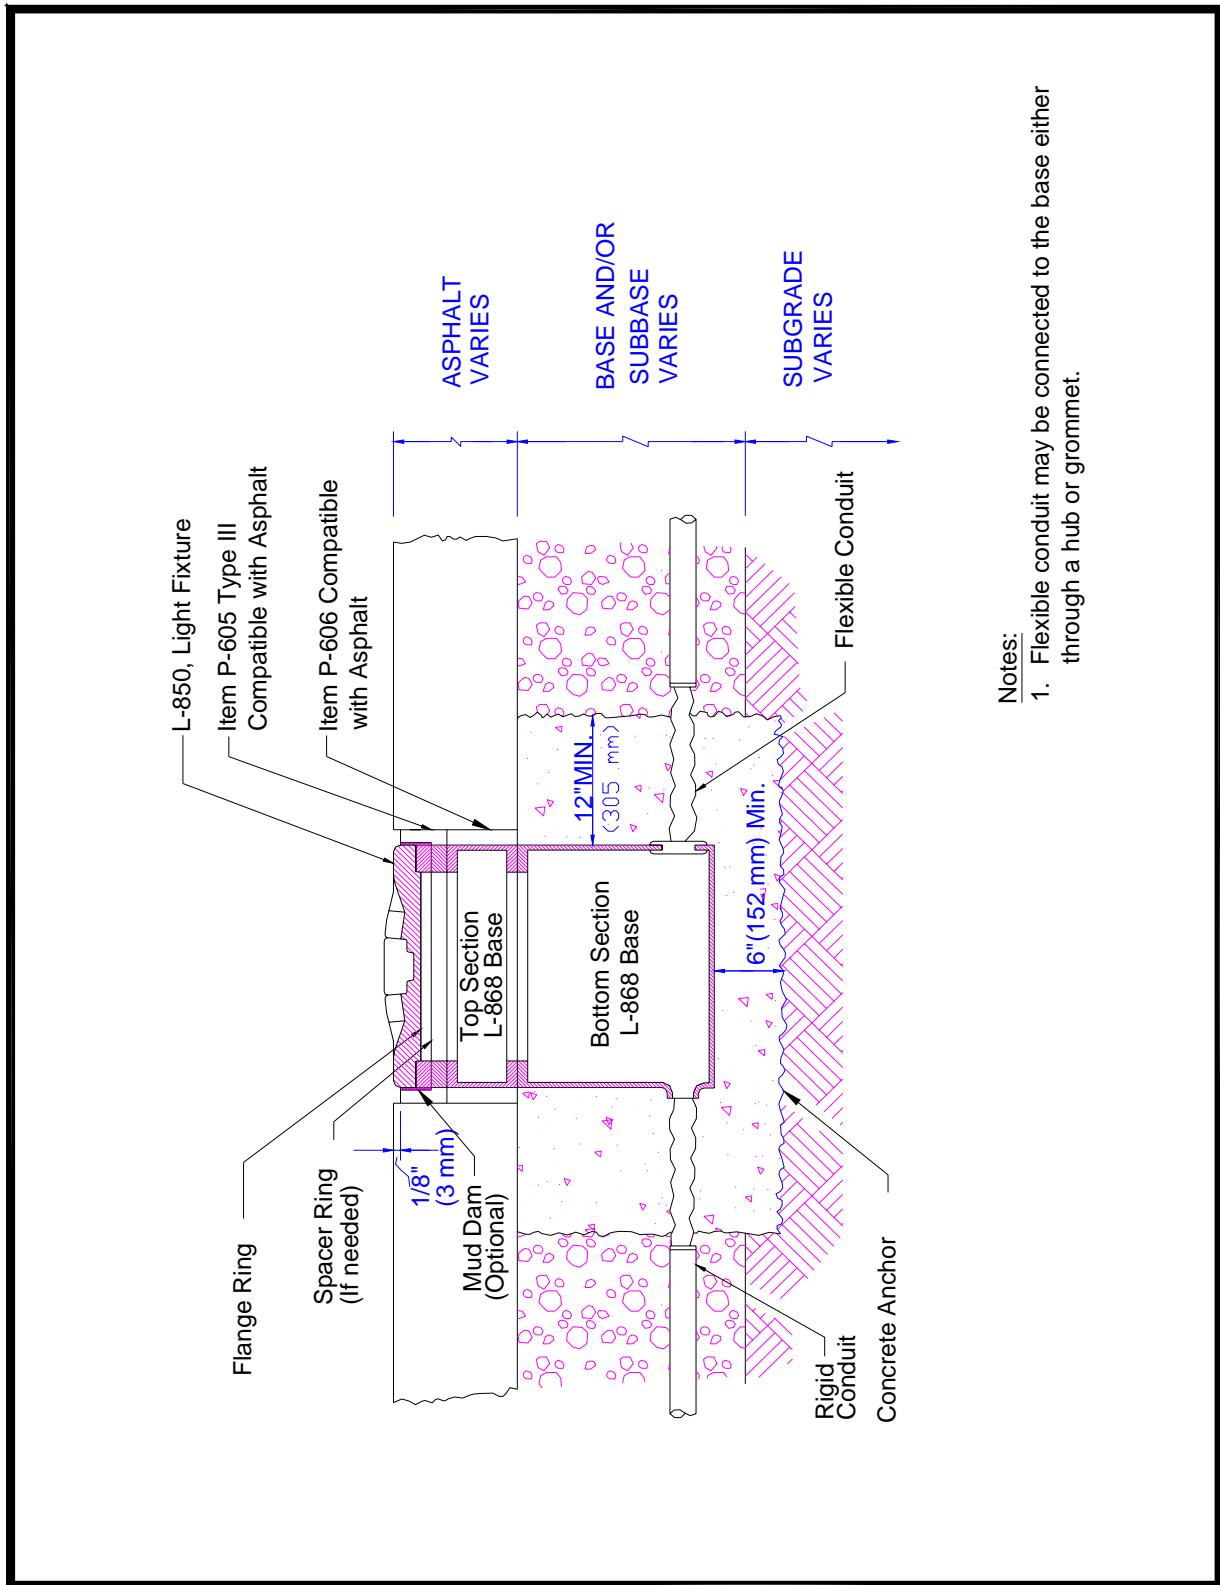 L-850, Light Fixture
Item P-605 Type III
Compatible with Asphalt
Item P-606 Compatible
with Asphalt
ASPHALT
VARIES
BASE AND/OR
SUBBASE
VARIES
SUBGRADE
VARIES
Flange Ring
Spacer Ring
(If needed)
1/8"
(3 mm)
Mud Dam
(Optional)
Top Section
L-868 Base
Bottom Section
L-868 Base
12"MIN.
(305 mm)
6"(152 mm) Min.
Flexible Conduit
Rigid
Conduit
Concrete Anchor
Notes:
1. Flexible conduit may be connected to the base either
through a hub or grommet.